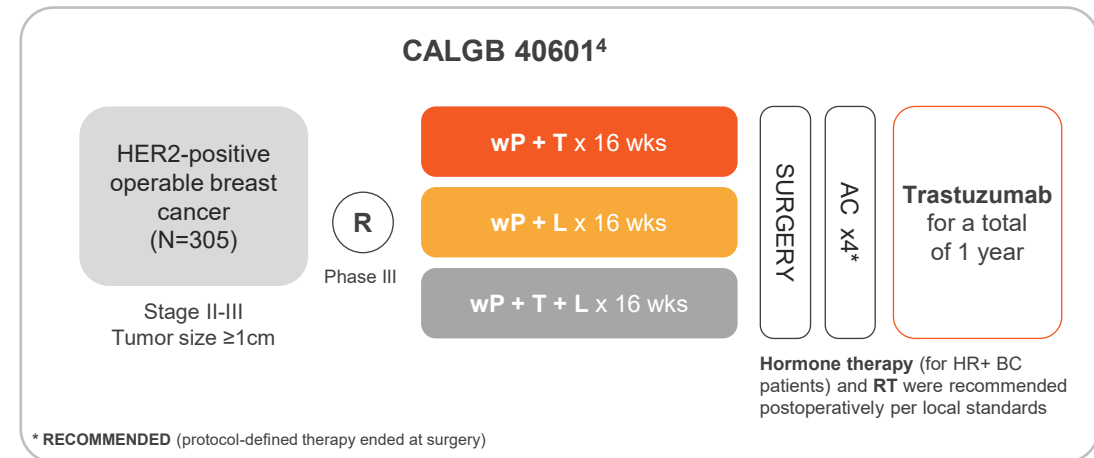 CALGB 40601⁴
HER2-positive
operable breast
cancer
(N=305)
Stage II-III
Tumor size ≥1cm
R
Phase III
wP + T x 16 wks
wP + L x 16 wks
wP + T + L x 16 wks
SURGERY
AC x4*
Trastuzumab
for a total
of 1 year
Hormone therapy (for HR+ BC
patients) and RT were recommended
postoperatively per local standards
* RECOMMENDED (protocol-defined therapy ended at surgery)